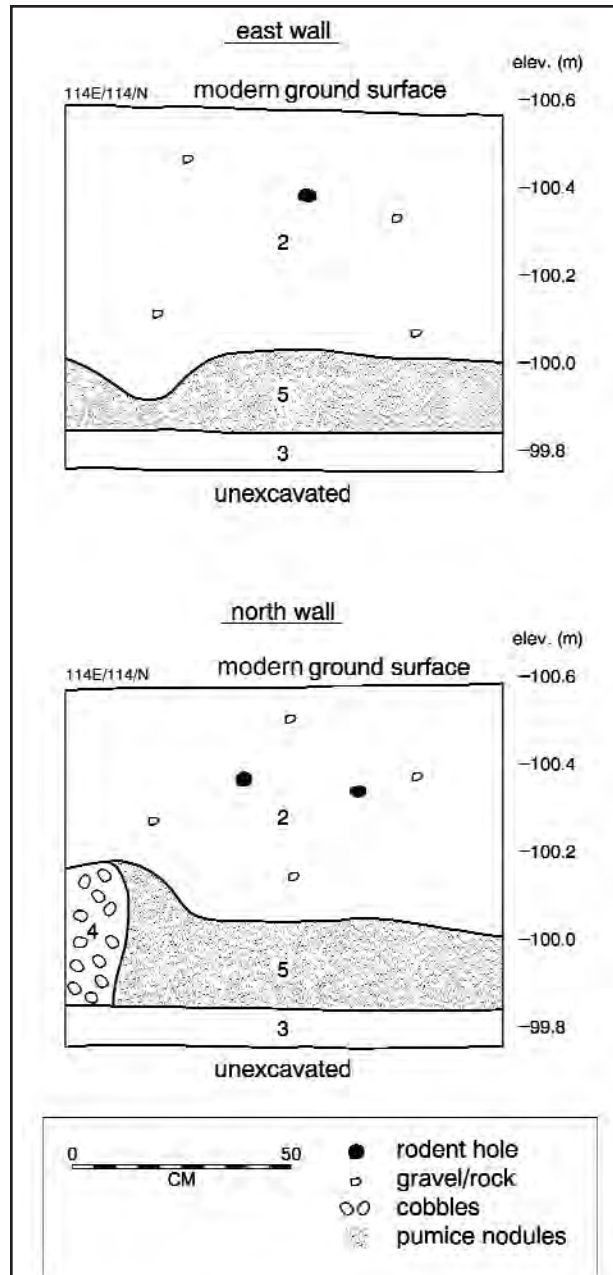 east wall
elev. (m)
114E/114/N modern ground surface
100.6
100.4
2
100.2
100.0
5
3
99.8
unexcavated
north wall
elev. (m)
114E/114/N modern ground surface
100.6
100.4
2
100.2
4
5
100.0
3
99.8
unexcavated
0 50
CM
rodent hole
gravel/rock
cobbles
pumice nodules